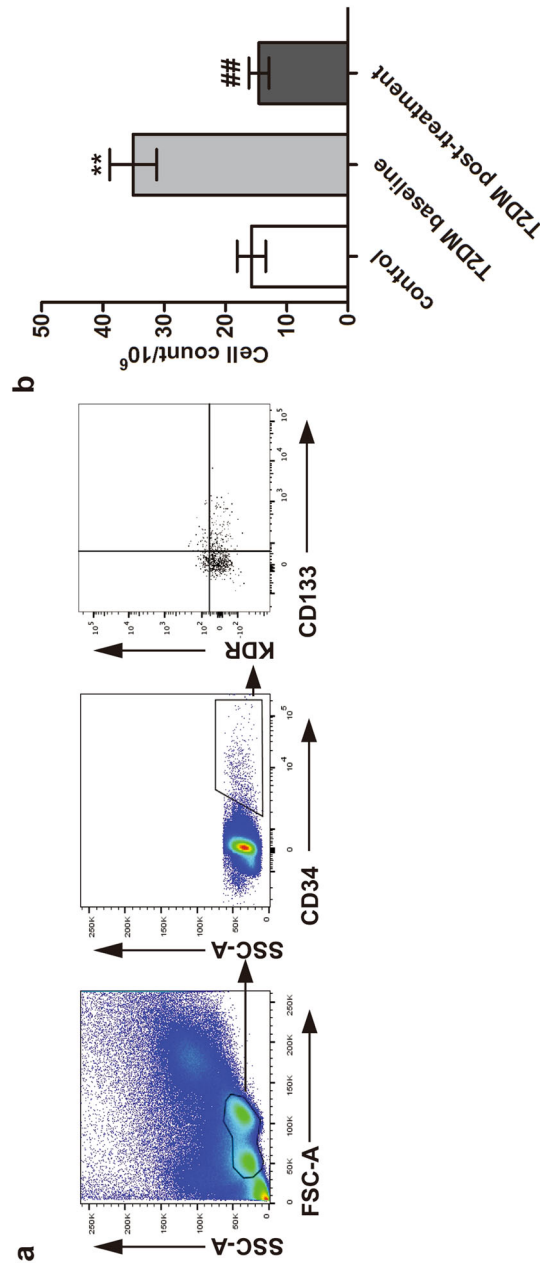 a
SSC-A
250K
200K
150K
100K
50K
0
0
50K
100K
150K
200K
250K
FSC-A
SSC-A
250K
200K
150K
100K
50K
0
0
10^4
10^5
CD34
KDR
10^5
10^4
10^3
10^2
0
-10^2
0
10^3
10^4
10^5
CD133
b
Cell count/10^6
50
40
30
20
10
0
**
##
control
T2DM baseline
T2DM post-treatment